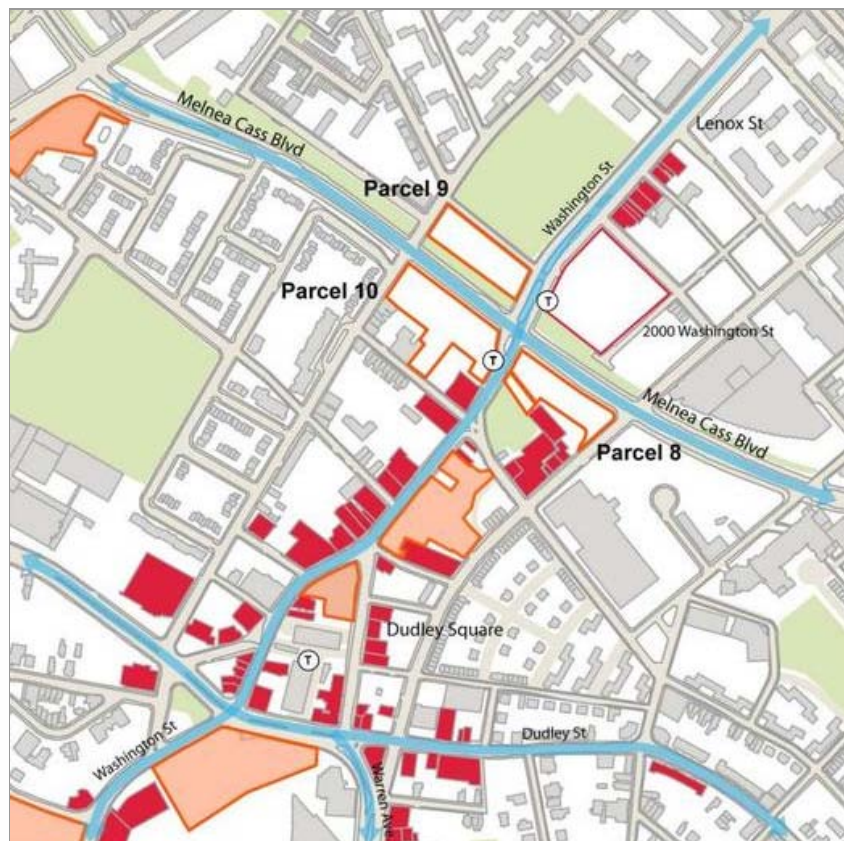 Melnea Cass Blvd
Lenox St
Parcel 9
Washington St
Parcel 10
T
2000 Washington St
T
Melnea Cass Blvd
Parcel 8
Dudley Square
T
Washington St
Dudley St
Warren Ave